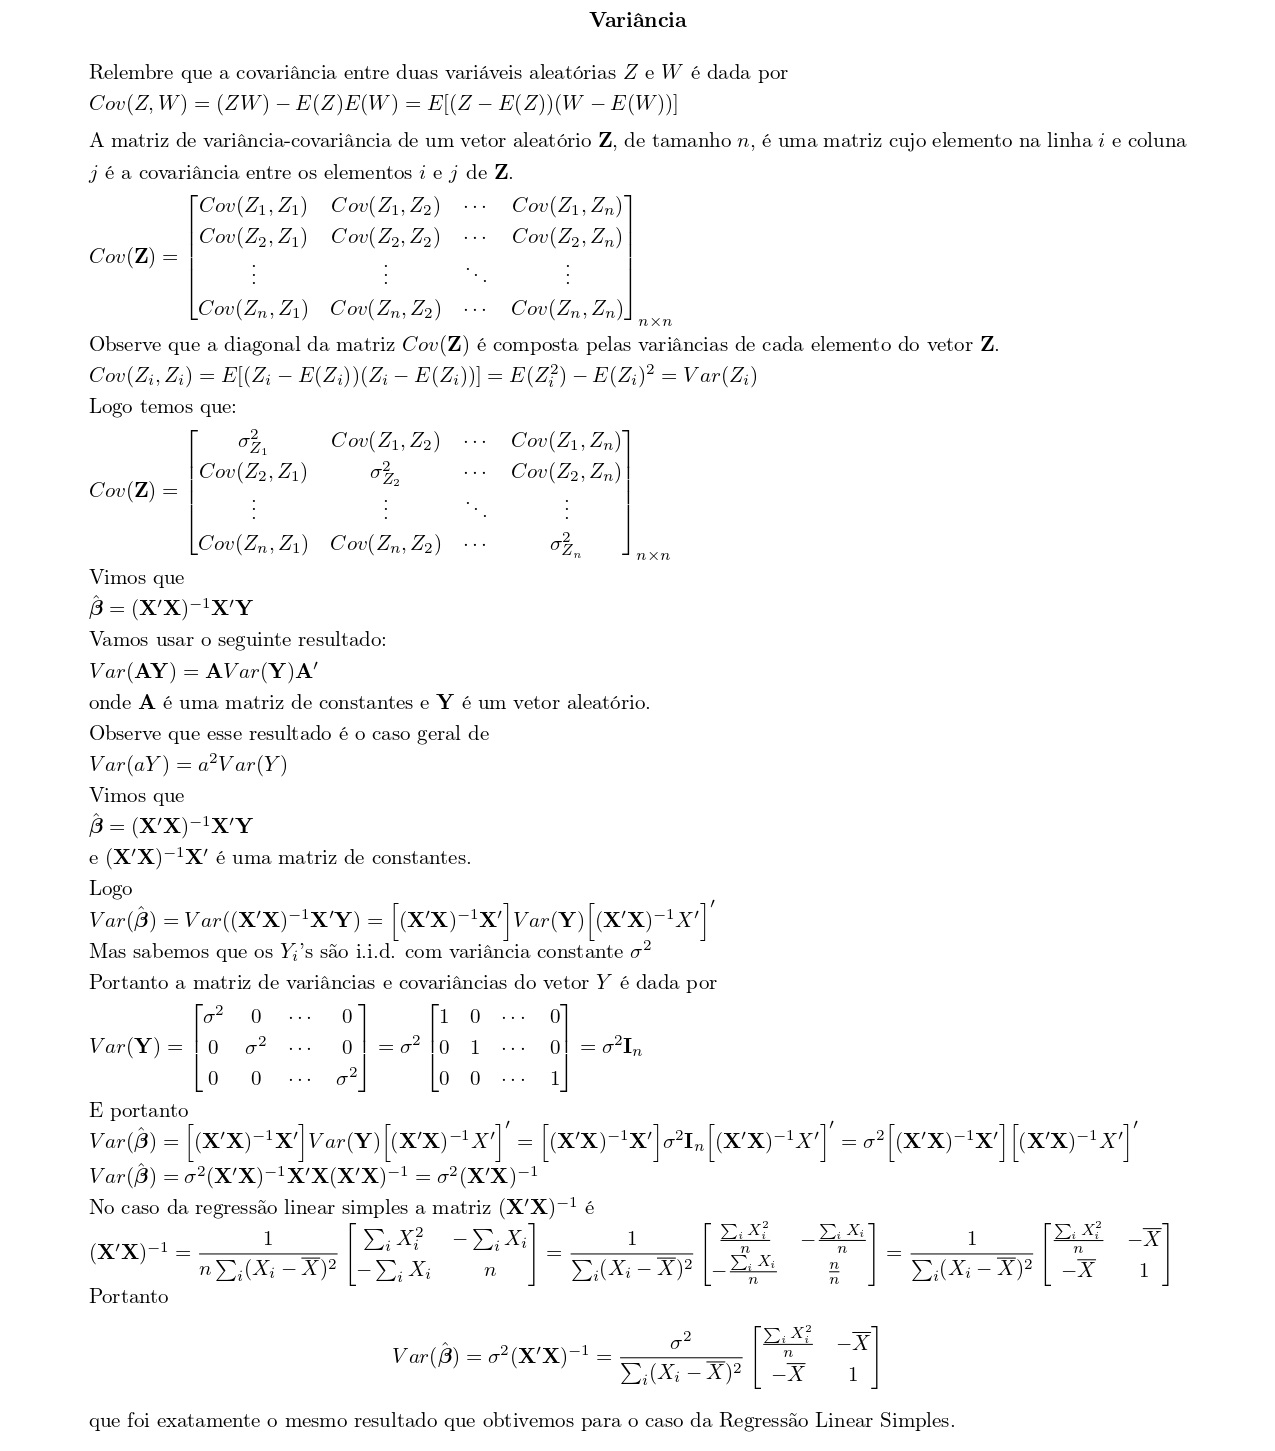 Variância
Relembre que a covariância entre duas variáveis aleatórias $Z$ e $W$ é dada por
$Cov(Z, W) = (ZW) - E(Z)E(W) = E[(Z - E(Z))(W - E(W))]$
A matriz de variância-covariância de um vetor aleatório $\mathbf{Z}$, de tamanho $n$, é uma matriz cujo elemento na linha $i$ e coluna
$j$ é a covariância entre os elementos $i$ e $j$ de $\mathbf{Z}$.
$Cov(\mathbf{Z}) = \begin{bmatrix} Cov(Z_1, Z_1) & Cov(Z_1, Z_2) & \cdots & Cov(Z_1, Z_n) \\ Cov(Z_2, Z_1) & Cov(Z_2, Z_2) & \cdots & Cov(Z_2, Z_n) \\ \vdots & \vdots & \ddots & \vdots \\ Cov(Z_n, Z_1) & Cov(Z_n, Z_2) & \cdots & Cov(Z_n, Z_n) \end{bmatrix}_{n \times n}$
Observe que a diagonal da matriz $Cov(\mathbf{Z})$ é composta pelas variâncias de cada elemento do vetor $\mathbf{Z}$.
$Cov(Z_i, Z_i) = E[(Z_i - E(Z_i))(Z_i - E(Z_i))] = E(Z_i^2) - E(Z_i)^2 = Var(Z_i)$
Logo temos que:
$Cov(\mathbf{Z}) = \begin{bmatrix} \sigma^2_{Z_1} & Cov(Z_1, Z_2) & \cdots & Cov(Z_1, Z_n) \\ Cov(Z_2, Z_1) & \sigma^2_{Z_2} & \cdots & Cov(Z_2, Z_n) \\ \vdots & \vdots & \ddots & \vdots \\ Cov(Z_n, Z_1) & Cov(Z_n, Z_2) & \cdots & \sigma^2_{Z_n} \end{bmatrix}_{n \times n}$
Vimos que
$\hat{\boldsymbol{\beta}} = (\mathbf{X}'\mathbf{X})^{-1}\mathbf{X}'\mathbf{Y}$
Vamos usar o seguinte resultado:
$Var(\mathbf{AY}) = \mathbf{A}Var(\mathbf{Y})\mathbf{A}'$
onde $\mathbf{A}$ é uma matriz de constantes e $\mathbf{Y}$ é um vetor aleatório.
Observe que esse resultado é o caso geral de
$Var(aY) = a^2Var(Y)$
Vimos que
$\hat{\boldsymbol{\beta}} = (\mathbf{X}'\mathbf{X})^{-1}\mathbf{X}'\mathbf{Y}$
e $(\mathbf{X}'\mathbf{X})^{-1}\mathbf{X}'$ é uma matriz de constantes.
Logo
$Var(\hat{\boldsymbol{\beta}}) = Var((\mathbf{X}'\mathbf{X})^{-1}\mathbf{X}'\mathbf{Y}) = \left[(\mathbf{X}'\mathbf{X})^{-1}\mathbf{X}'\right]Var(\mathbf{Y})\left[(\mathbf{X}'\mathbf{X})^{-1}X'\right]'$
Mas sabemos que os $Y_i$'s são i.i.d. com variância constante $\sigma^2$
Portanto a matriz de variâncias e covariâncias do vetor $Y$ é dada por
$Var(\mathbf{Y}) = \begin{bmatrix} \sigma^2 & 0 & \cdots & 0 \\ 0 & \sigma^2 & \cdots & 0 \\ 0 & 0 & \cdots & \sigma^2 \end{bmatrix} = \sigma^2 \begin{bmatrix} 1 & 0 & \cdots & 0 \\ 0 & 1 & \cdots & 0 \\ 0 & 0 & \cdots & 1 \end{bmatrix} = \sigma^2\mathbf{I}_n$
E portanto
$Var(\hat{\boldsymbol{\beta}}) = \left[(\mathbf{X}'\mathbf{X})^{-1}\mathbf{X}'\right]Var(\mathbf{Y})\left[(\mathbf{X}'\mathbf{X})^{-1}X'\right]' = \left[(\mathbf{X}'\mathbf{X})^{-1}\mathbf{X}'\right]\sigma^2\mathbf{I}_n\left[(\mathbf{X}'\mathbf{X})^{-1}X'\right]' = \sigma^2\left[(\mathbf{X}'\mathbf{X})^{-1}\mathbf{X}'\right]\left[(\mathbf{X}'\mathbf{X})^{-1}X'\right]'$
$Var(\hat{\boldsymbol{\beta}}) = \sigma^2(\mathbf{X}'\mathbf{X})^{-1}\mathbf{X}'\mathbf{X}(\mathbf{X}'\mathbf{X})^{-1} = \sigma^2(\mathbf{X}'\mathbf{X})^{-1}$
No caso da regressão linear simples a matriz $(\mathbf{X}'\mathbf{X})^{-1}$ é
$(\mathbf{X}'\mathbf{X})^{-1} = \frac{1}{n\sum_i(X_i - \overline{X})^2} \begin{bmatrix} \sum_i X_i^2 & -\sum_i X_i \\ -\sum_i X_i & n \end{bmatrix} = \frac{1}{\sum_i(X_i - \overline{X})^2} \begin{bmatrix} \frac{\sum_i X_i^2}{n} & -\frac{\sum_i X_i}{n} \\ -\frac{\sum_i X_i}{n} & \frac{n}{n} \end{bmatrix} = \frac{1}{\sum_i(X_i - \overline{X})^2} \begin{bmatrix} \frac{\sum_i X_i^2}{n} & -\overline{X} \\ -\overline{X} & 1 \end{bmatrix}$
Portanto
$Var(\hat{\boldsymbol{\beta}}) = \sigma^2(\mathbf{X}'\mathbf{X})^{-1} = \frac{\sigma^2}{\sum_i(X_i - \overline{X})^2} \begin{bmatrix} \frac{\sum_i X_i^2}{n} & -\overline{X} \\ -\overline{X} & 1 \end{bmatrix}$
que foi exatamente o mesmo resultado que obtivemos para o caso da Regressão Linear Simples.